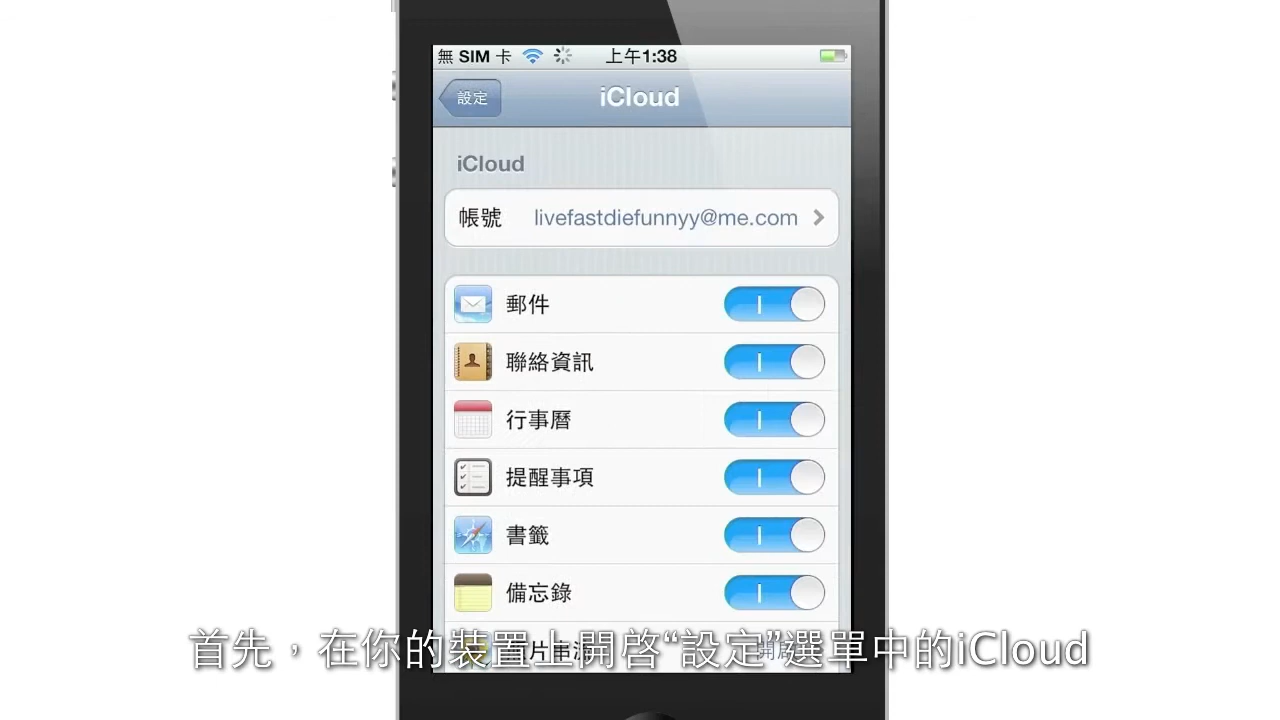 無 SIM 卡 上午1:38
設定 iCloud
iCloud
帳號 livefastdiefunnyy@me.com
郵件
聯絡資訊
行事曆
提醒事項
書籤
備忘錄
首先，在你的裝置上開啓“設定”選單中的iCloud